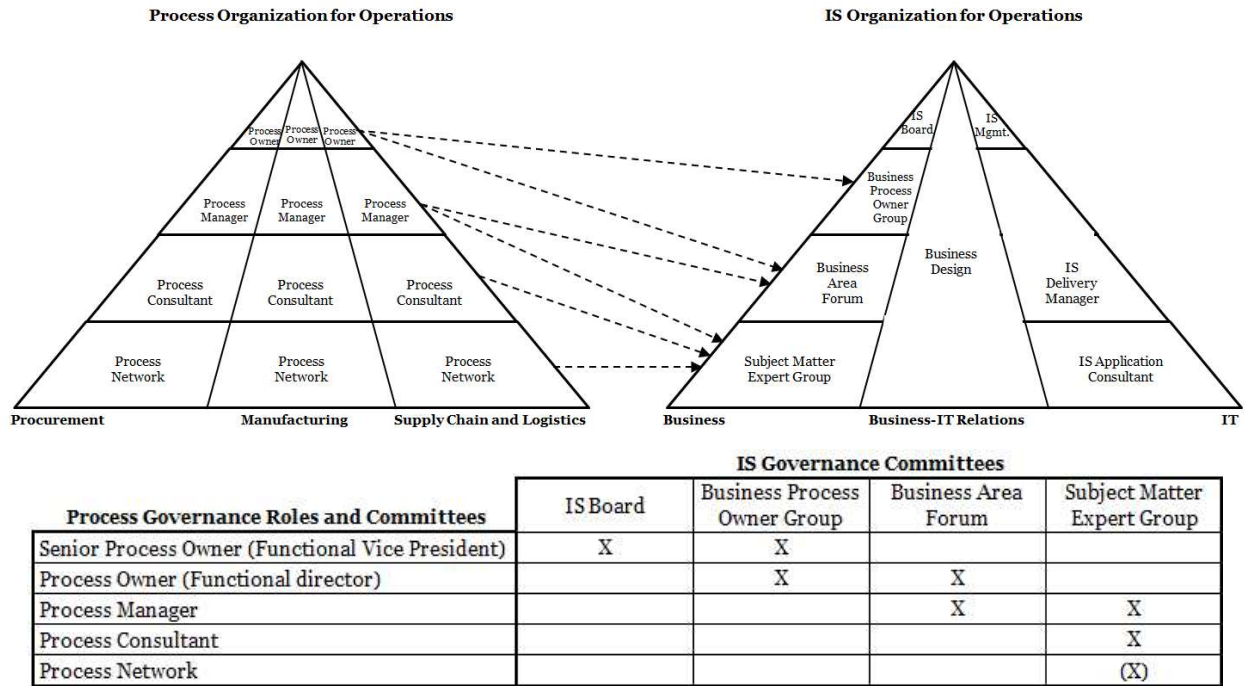 Process Organization for Operations
IS Organization for Operations
Process
Owner
Process
Owner
Process
Owner
Process
Manager
Process
Manager
Process
Manager
Process
Consultant
Process
Consultant
Process
Consultant
Process
Network
Process
Network
Process
Network
Procurement
Manufacturing
Supply Chain and Logistics
IS
Board
IS
Mgmt.
Business
Process
Owner
Group
Business
Area
Forum
Business
Design
IS
Delivery
Manager
Subject Matter
Expert Group
IS Application
Consultant
Business
Business-IT Relations
IT
IS Governance Committees
Process Governance Roles and Committees
IS Board
Business Process
Owner Group
Business Area
Forum
Subject Matter
Expert Group
Senior Process Owner (Functional Vice President) X X
Process Owner (Functional director) X X
Process Manager X X
Process Consultant X
Process Network (X)